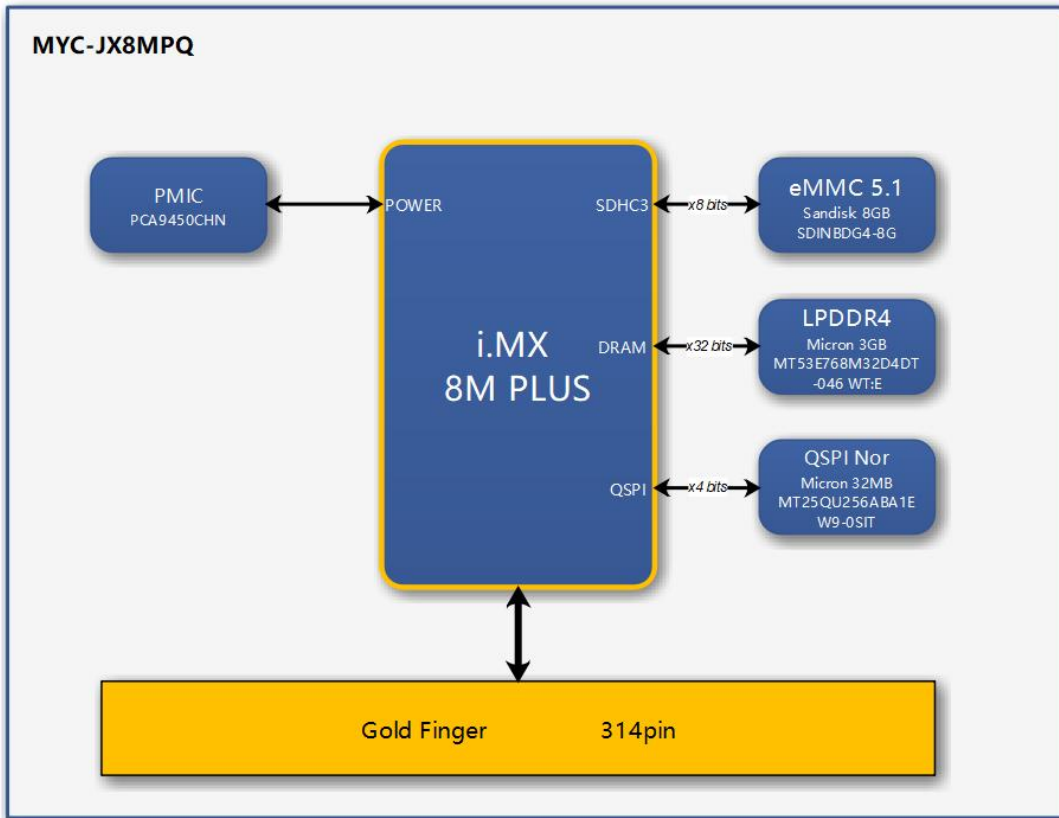 MYC-JX8MPQ
PMIC
PCA9450CHN
POWER
SDHC3
x8 bits
eMMC 5.1
Sandisk 8GB
SDINBDG4-8G
i.MX
8M PLUS
DRAM
x32 bits
LPDDR4
Micron 3GB
MT53E768M32D4DT
-046 WT:E
QSPI
x4 bits
QSPI Nor
Micron 32MB
MT25QU256ABA1E
W9-0SIT
Gold Finger 314pin